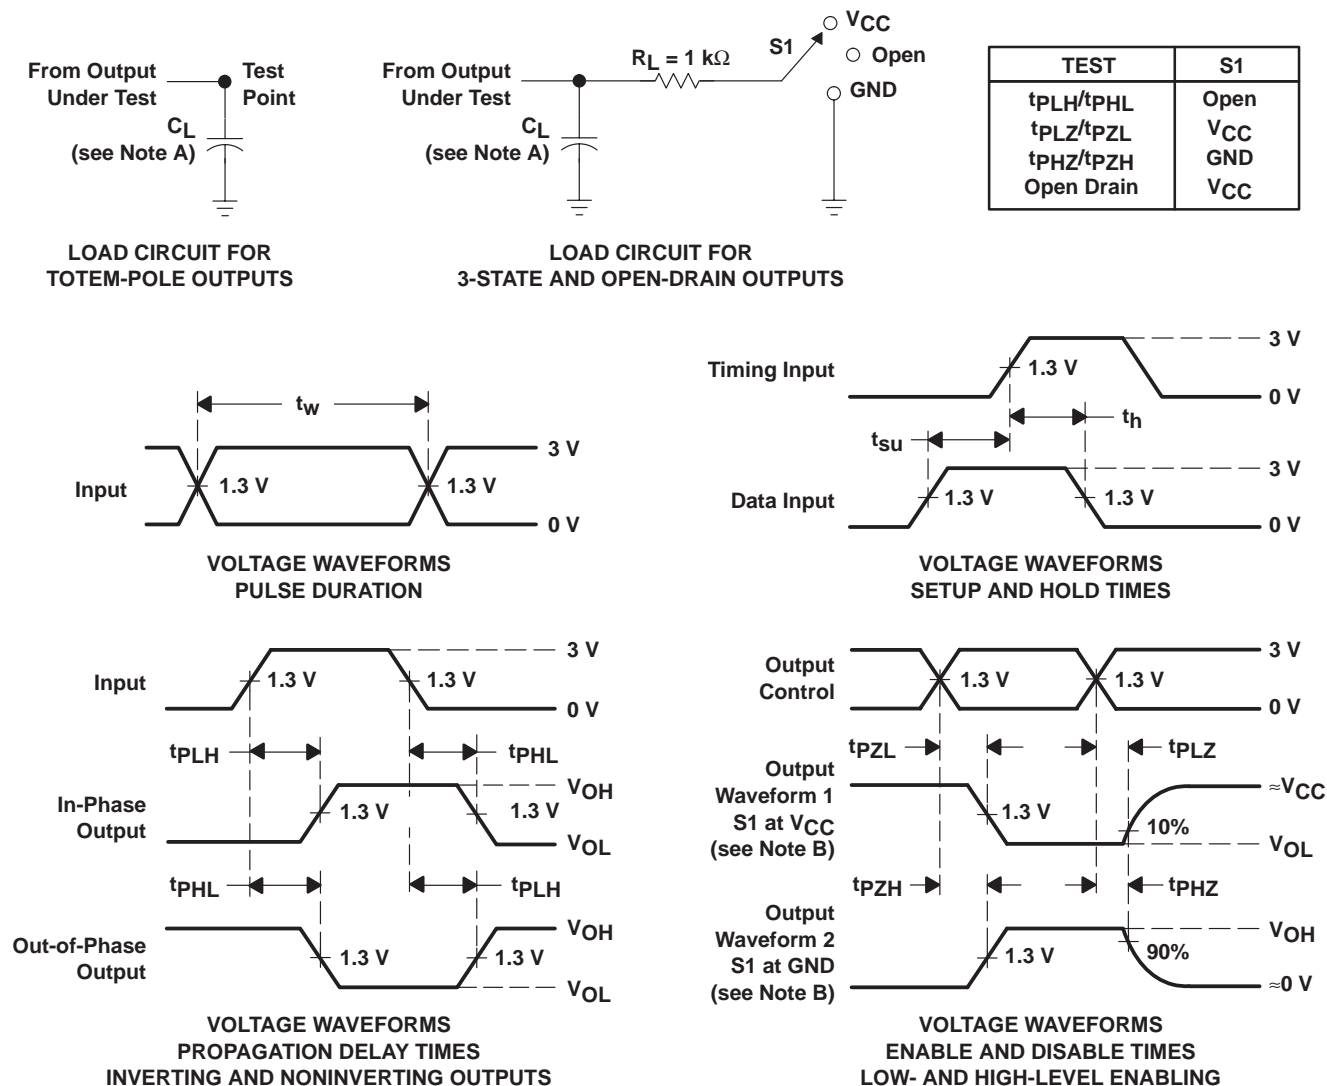 From Output
Under Test
Test
Point
CL
(see Note A)
LOAD CIRCUIT FOR
TOTEM-POLE OUTPUTS
From Output
Under Test
RL = 1 kΩ
S1
VCC
Open
GND
CL
(see Note A)
LOAD CIRCUIT FOR
3-STATE AND OPEN-DRAIN OUTPUTS
TEST S1
tPLH/tPHL Open
tPLZ/tPZL VCC
tPHZ/tPZH GND
Open Drain VCC
tw
Input
1.3 V
1.3 V
3 V
0 V
VOLTAGE WAVEFORMS
PULSE DURATION
Timing Input
1.3 V
3 V
0 V
th
tsu
Data Input
1.3 V
1.3 V
3 V
0 V
VOLTAGE WAVEFORMS
SETUP AND HOLD TIMES
Input
1.3 V
1.3 V
3 V
0 V
tPLH
tPHL
In-Phase
Output
1.3 V
1.3 V
VOH
VOL
tPHL
tPLH
Out-of-Phase
Output
1.3 V
1.3 V
VOH
VOL
VOLTAGE WAVEFORMS
PROPAGATION DELAY TIMES
INVERTING AND NONINVERTING OUTPUTS
Output
Control
1.3 V
1.3 V
3 V
0 V
tPZL
tPLZ
Output
Waveform 1
S1 at VCC
(see Note B)
1.3 V
10%
≈VCC
VOL
tPZH
tPHZ
Output
Waveform 2
S1 at GND
(see Note B)
1.3 V
90%
VOH
≈0 V
VOLTAGE WAVEFORMS
ENABLE AND DISABLE TIMES
LOW- AND HIGH-LEVEL ENABLING